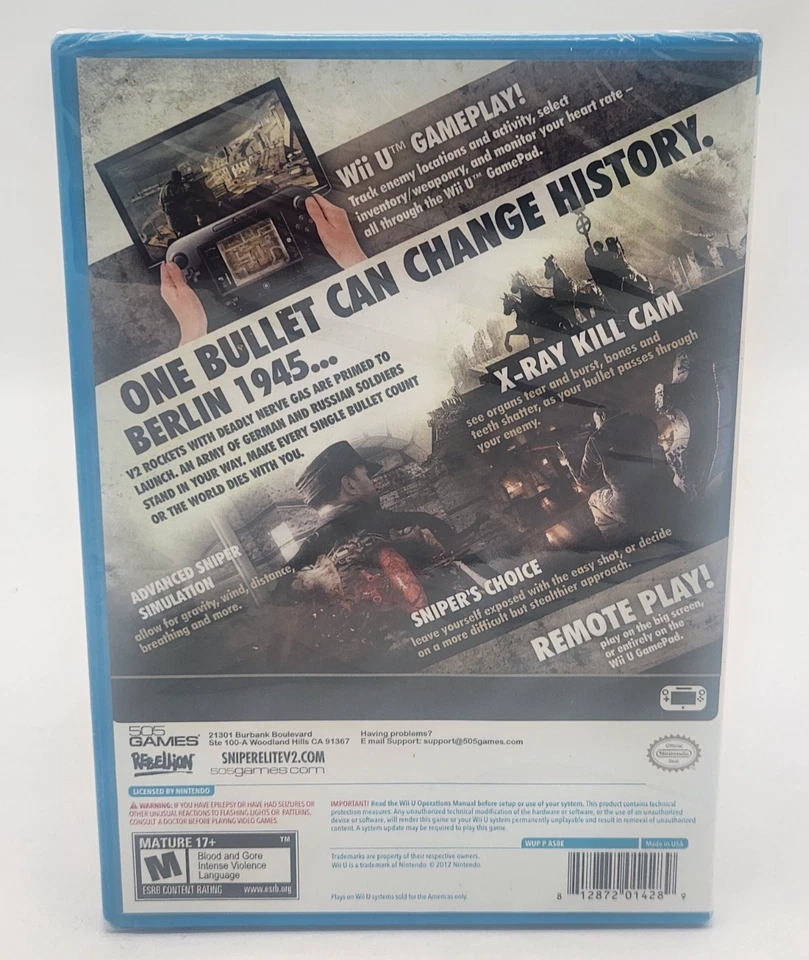 Wii U™ GAMEPLAY!
Track enemy locations and activity, select
inventory/weaponry, and monitor your heart rate –
all through the Wii U™ GamePad.
ONE BULLET CAN CHANGE HISTORY.
BERLIN 1945...
V2 ROCKETS WITH DEADLY NERVE GAS ARE PRIMED TO
LAUNCH. AN ARMY OF GERMAN AND RUSSIAN SOLDIERS
STAND IN YOUR WAY. MAKE EVERY SINGLE BULLET COUNT
OR THE WORLD DIES WITH YOU.
X-RAY KILL CAM
see organs tear and burst, bones and
teeth shatter, as your bullet passes through
your enemy.
ADVANCED SNIPER
SIMULATION
allow for gravity, wind, distance,
breathing and more.
SNIPER'S CHOICE
leave yourself exposed with the easy shot, or decide
on a more difficult but stealthier approach.
REMOTE PLAY!
play on the big screen,
or entirely on the
Wii U GamePad.
505
GAMES
21301 Burbank Boulevard
Ste 100-A Woodland Hills CA 91367
Having problems?
E mail Support: support@505games.com
REBELLION
SNIPERELITEV2.COM
505games.com
Official
Nintendo
Seal
LICENSED BY NINTENDO
WARNING: IF YOU HAVE EPILEPSY OR HAVE HAD SEIZURES OR
OTHER UNUSUAL REACTIONS TO FLASHING LIGHTS OR PATTERNS,
CONSULT A DOCTOR BEFORE PLAYING VIDEO GAMES.
IMPORTANT! Read the Wii U Operations Manual before setup or use of your system. This product contains technical
protection measures. Any unauthorized technical modification of the hardware or software, or the use of an unauthorized
device or software, will render this game or your Wii U system permanently unplayable and result in removal of unauthorized
content. A system update may be required to play this game.
WUP P ASNE
Made in USA
MATURE 17+
TM
M
Blood and Gore
Intense Violence
Language
ESRB CONTENT RATING
www.esrb.org
Trademarks are property of their respective owners.
Wii U is a trademark of Nintendo. © 2012 Nintendo.
Plays on Wii U systems sold for the Americas only.
8 12872 01428 9